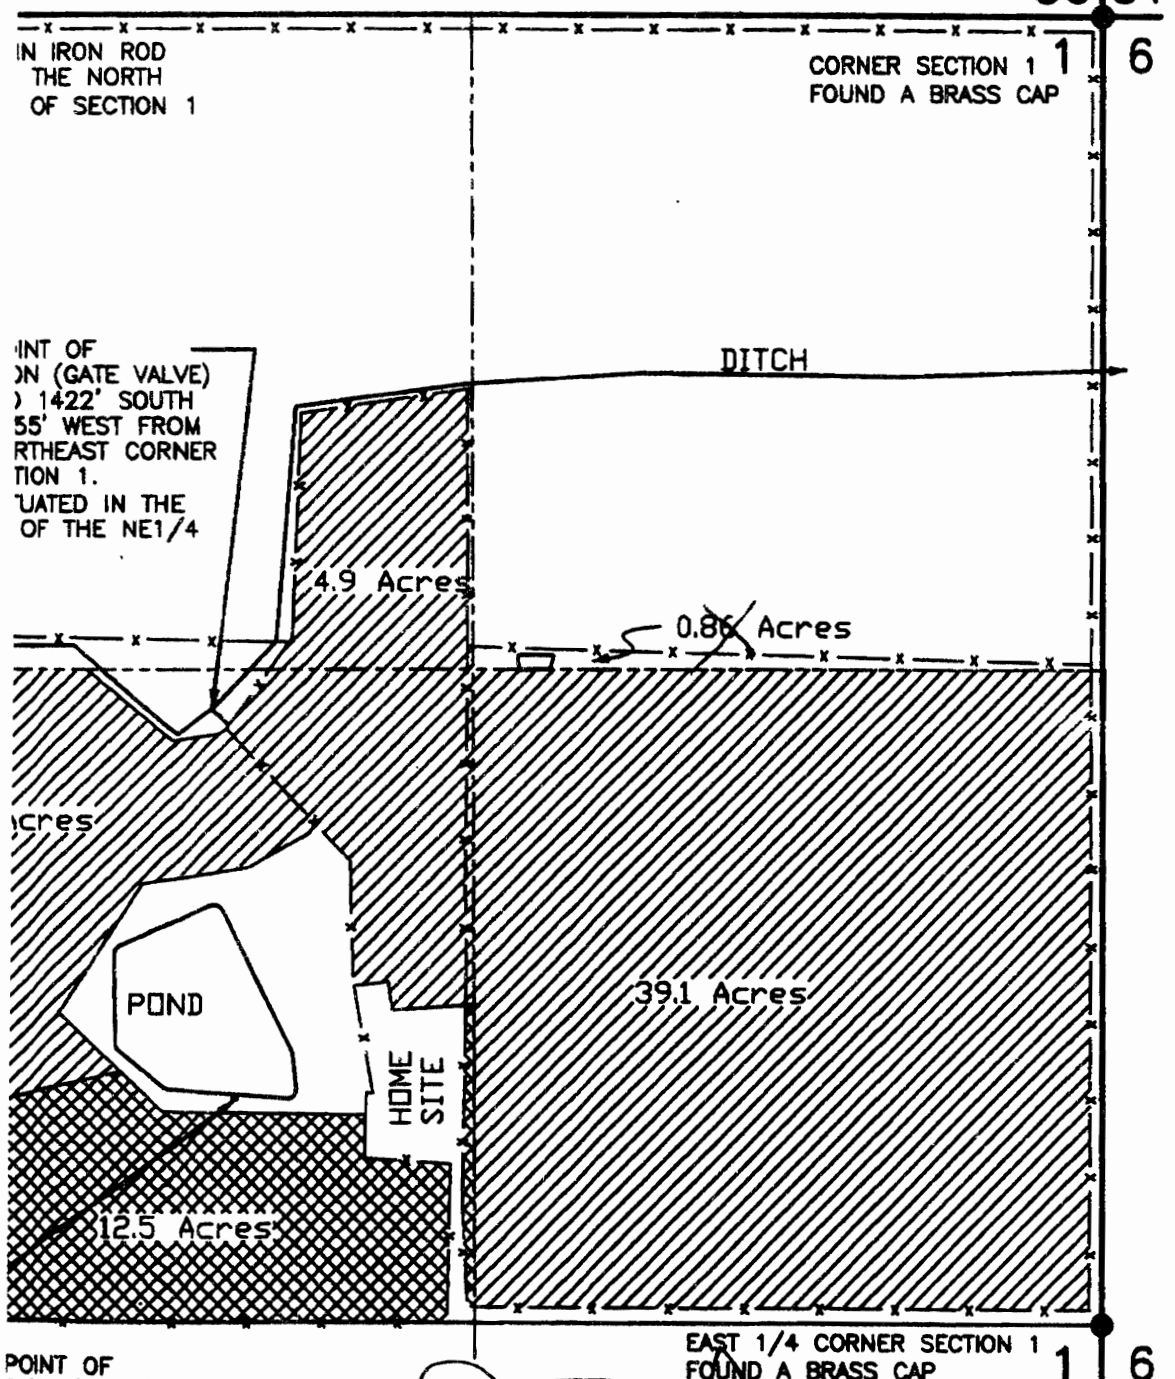 IN IRON ROD
THE NORTH
OF SECTION 1
CORNER SECTION 1
FOUND A BRASS CAP
1
6
INT OF
ON (GATE VALVE)
1422' SOUTH
55' WEST FROM
RTHEAST CORNER
TION 1.
UATED IN THE
OF THE NE1/4
DITCH
4.9 Acres
0.86 Acres
Acres
39.1 Acres
POND
HOME
SITE
12.5 Acres
EAST 1/4 CORNER SECTION 1
FOUND A BRASS CAP
1
6
POINT OF